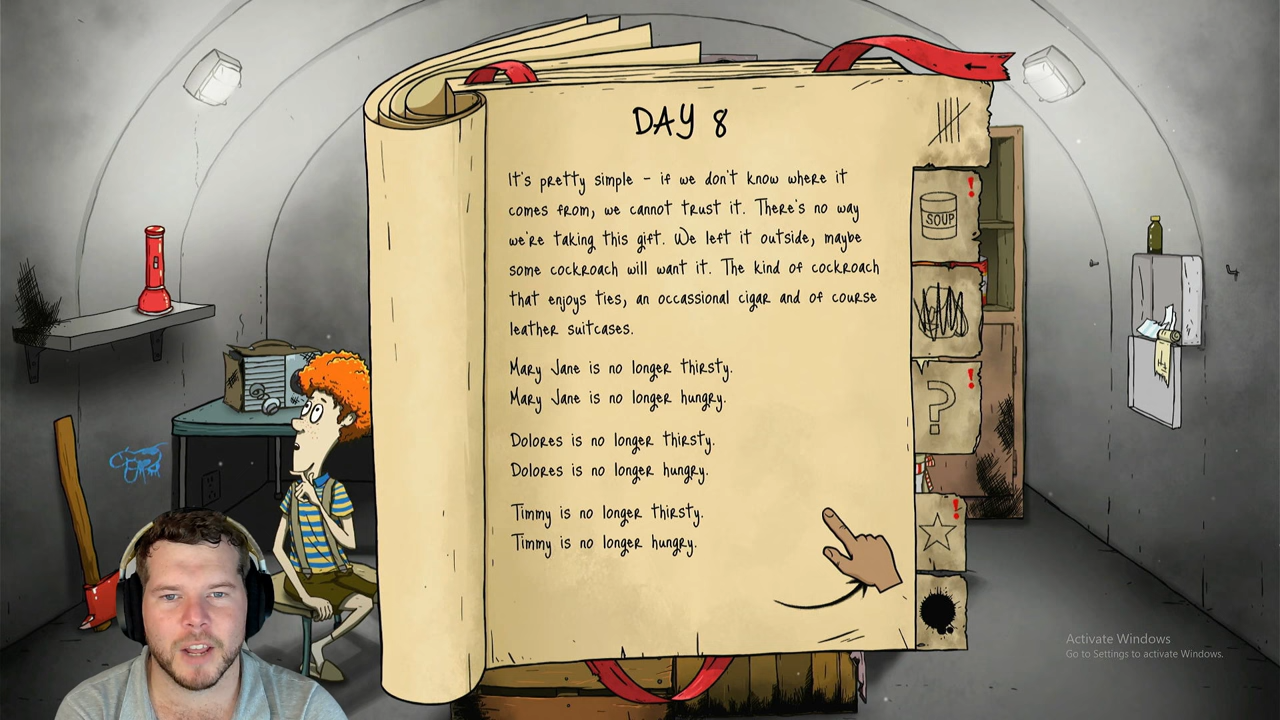 DAY 8
It's pretty simple - if we don't know where it
comes from, we cannot trust it. There's no way
we're taking this gift. We left it outside, maybe
some cockroach will want it. The kind of cockroach
that enjoys ties, an occassional cigar and of course
leather suitcases.
Mary Jane is no longer thirsty.
Mary Jane is no longer hungry.
Dolores is no longer thirsty.
Dolores is no longer hungry.
Timmy is no longer thirsty.
Timmy is no longer hungry.
!
SOUP
!
?
!
Activate Windows
Go to Settings to activate Windows.